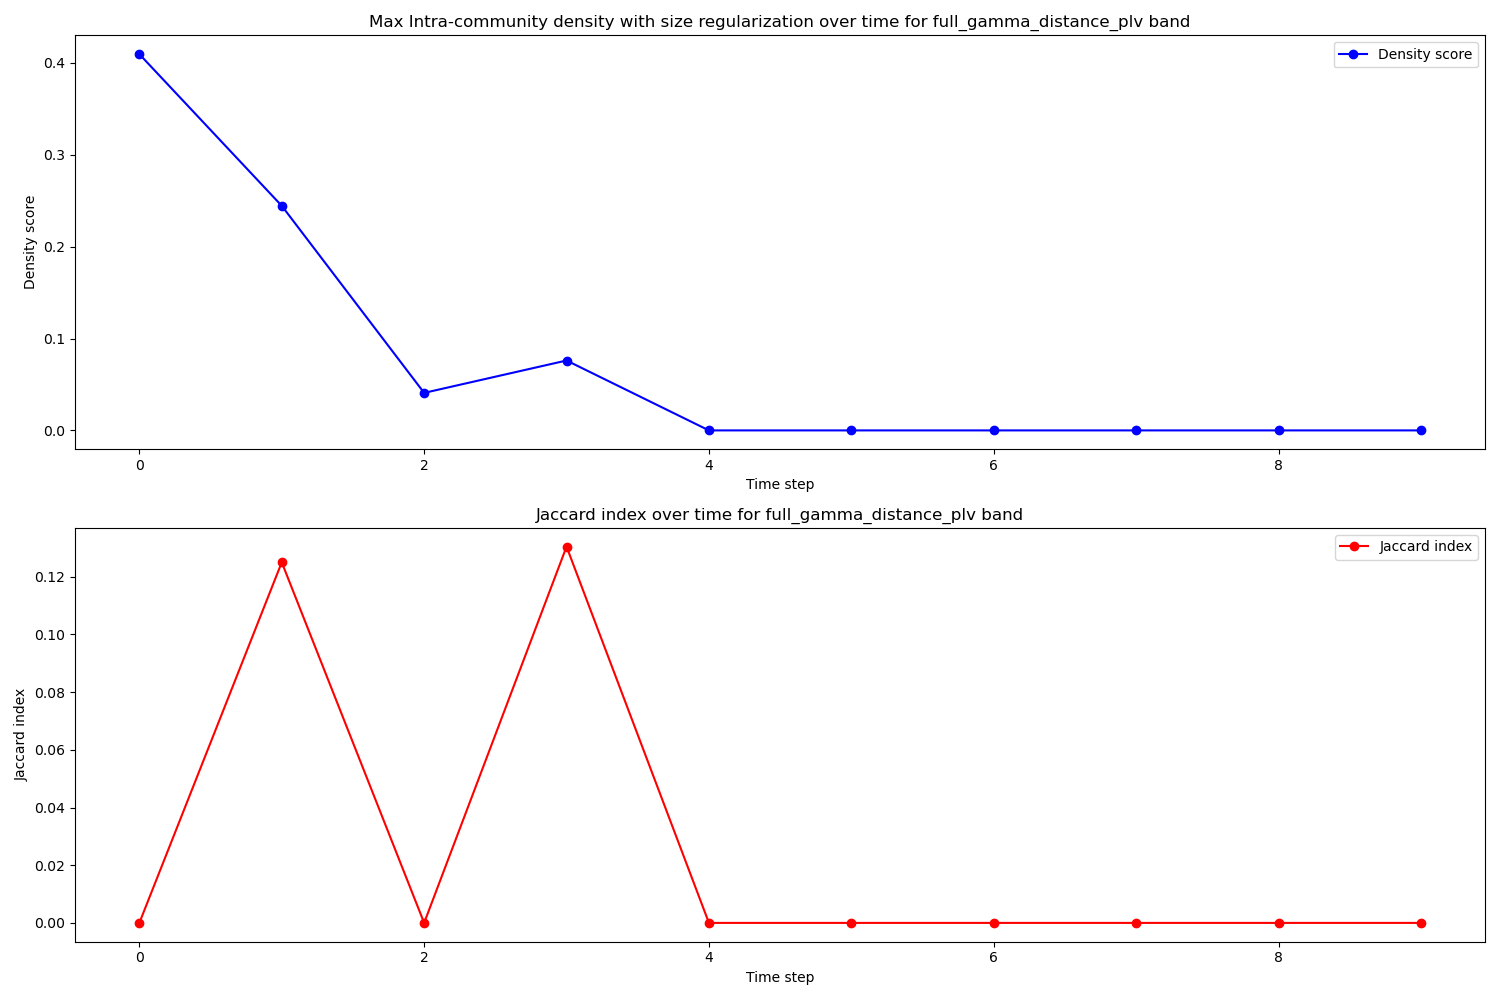 Max Intra-community density with size regularization over time for full_gamma_distance_plv band
Density score
0.4
0.3
0.2
0.1
0.0
Density score
0
2
4
6
8
Time step
Jaccard index over time for full_gamma_distance_plv band
Jaccard index
0.12
0.10
0.08
0.06
0.04
0.02
0.00
Jaccard index
0
2
4
6
8
Time step